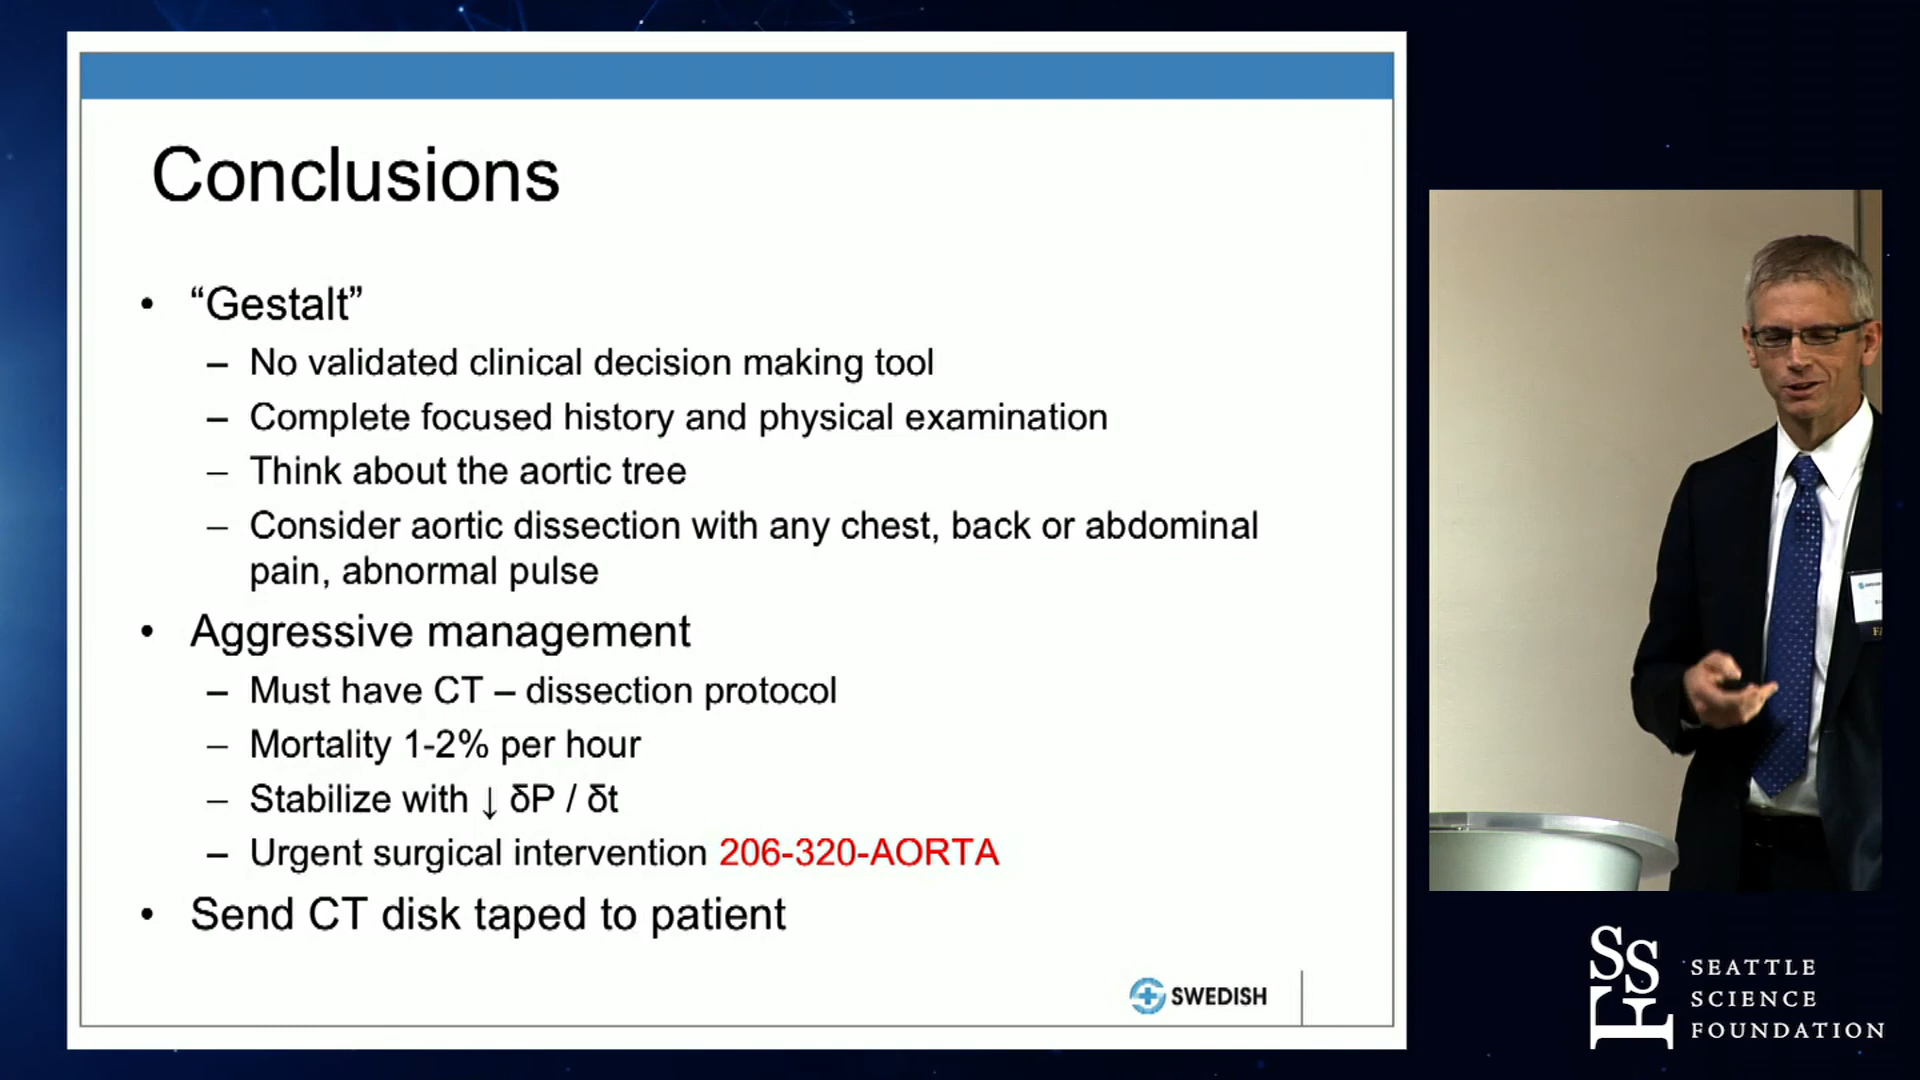 Conclusions
• “Gestalt”
– No validated clinical decision making tool
– Complete focused history and physical examination
– Think about the aortic tree
– Consider aortic dissection with any chest, back or abdominal
pain, abnormal pulse
• Aggressive management
– Must have CT – dissection protocol
– Mortality 1-2% per hour
– Stabilize with ↓ δP / δt
– Urgent surgical intervention 206-320-AORTA
• Send CT disk taped to patient
SWEDISH
SSF
SEATTLE
SCIENCE
FOUNDATION